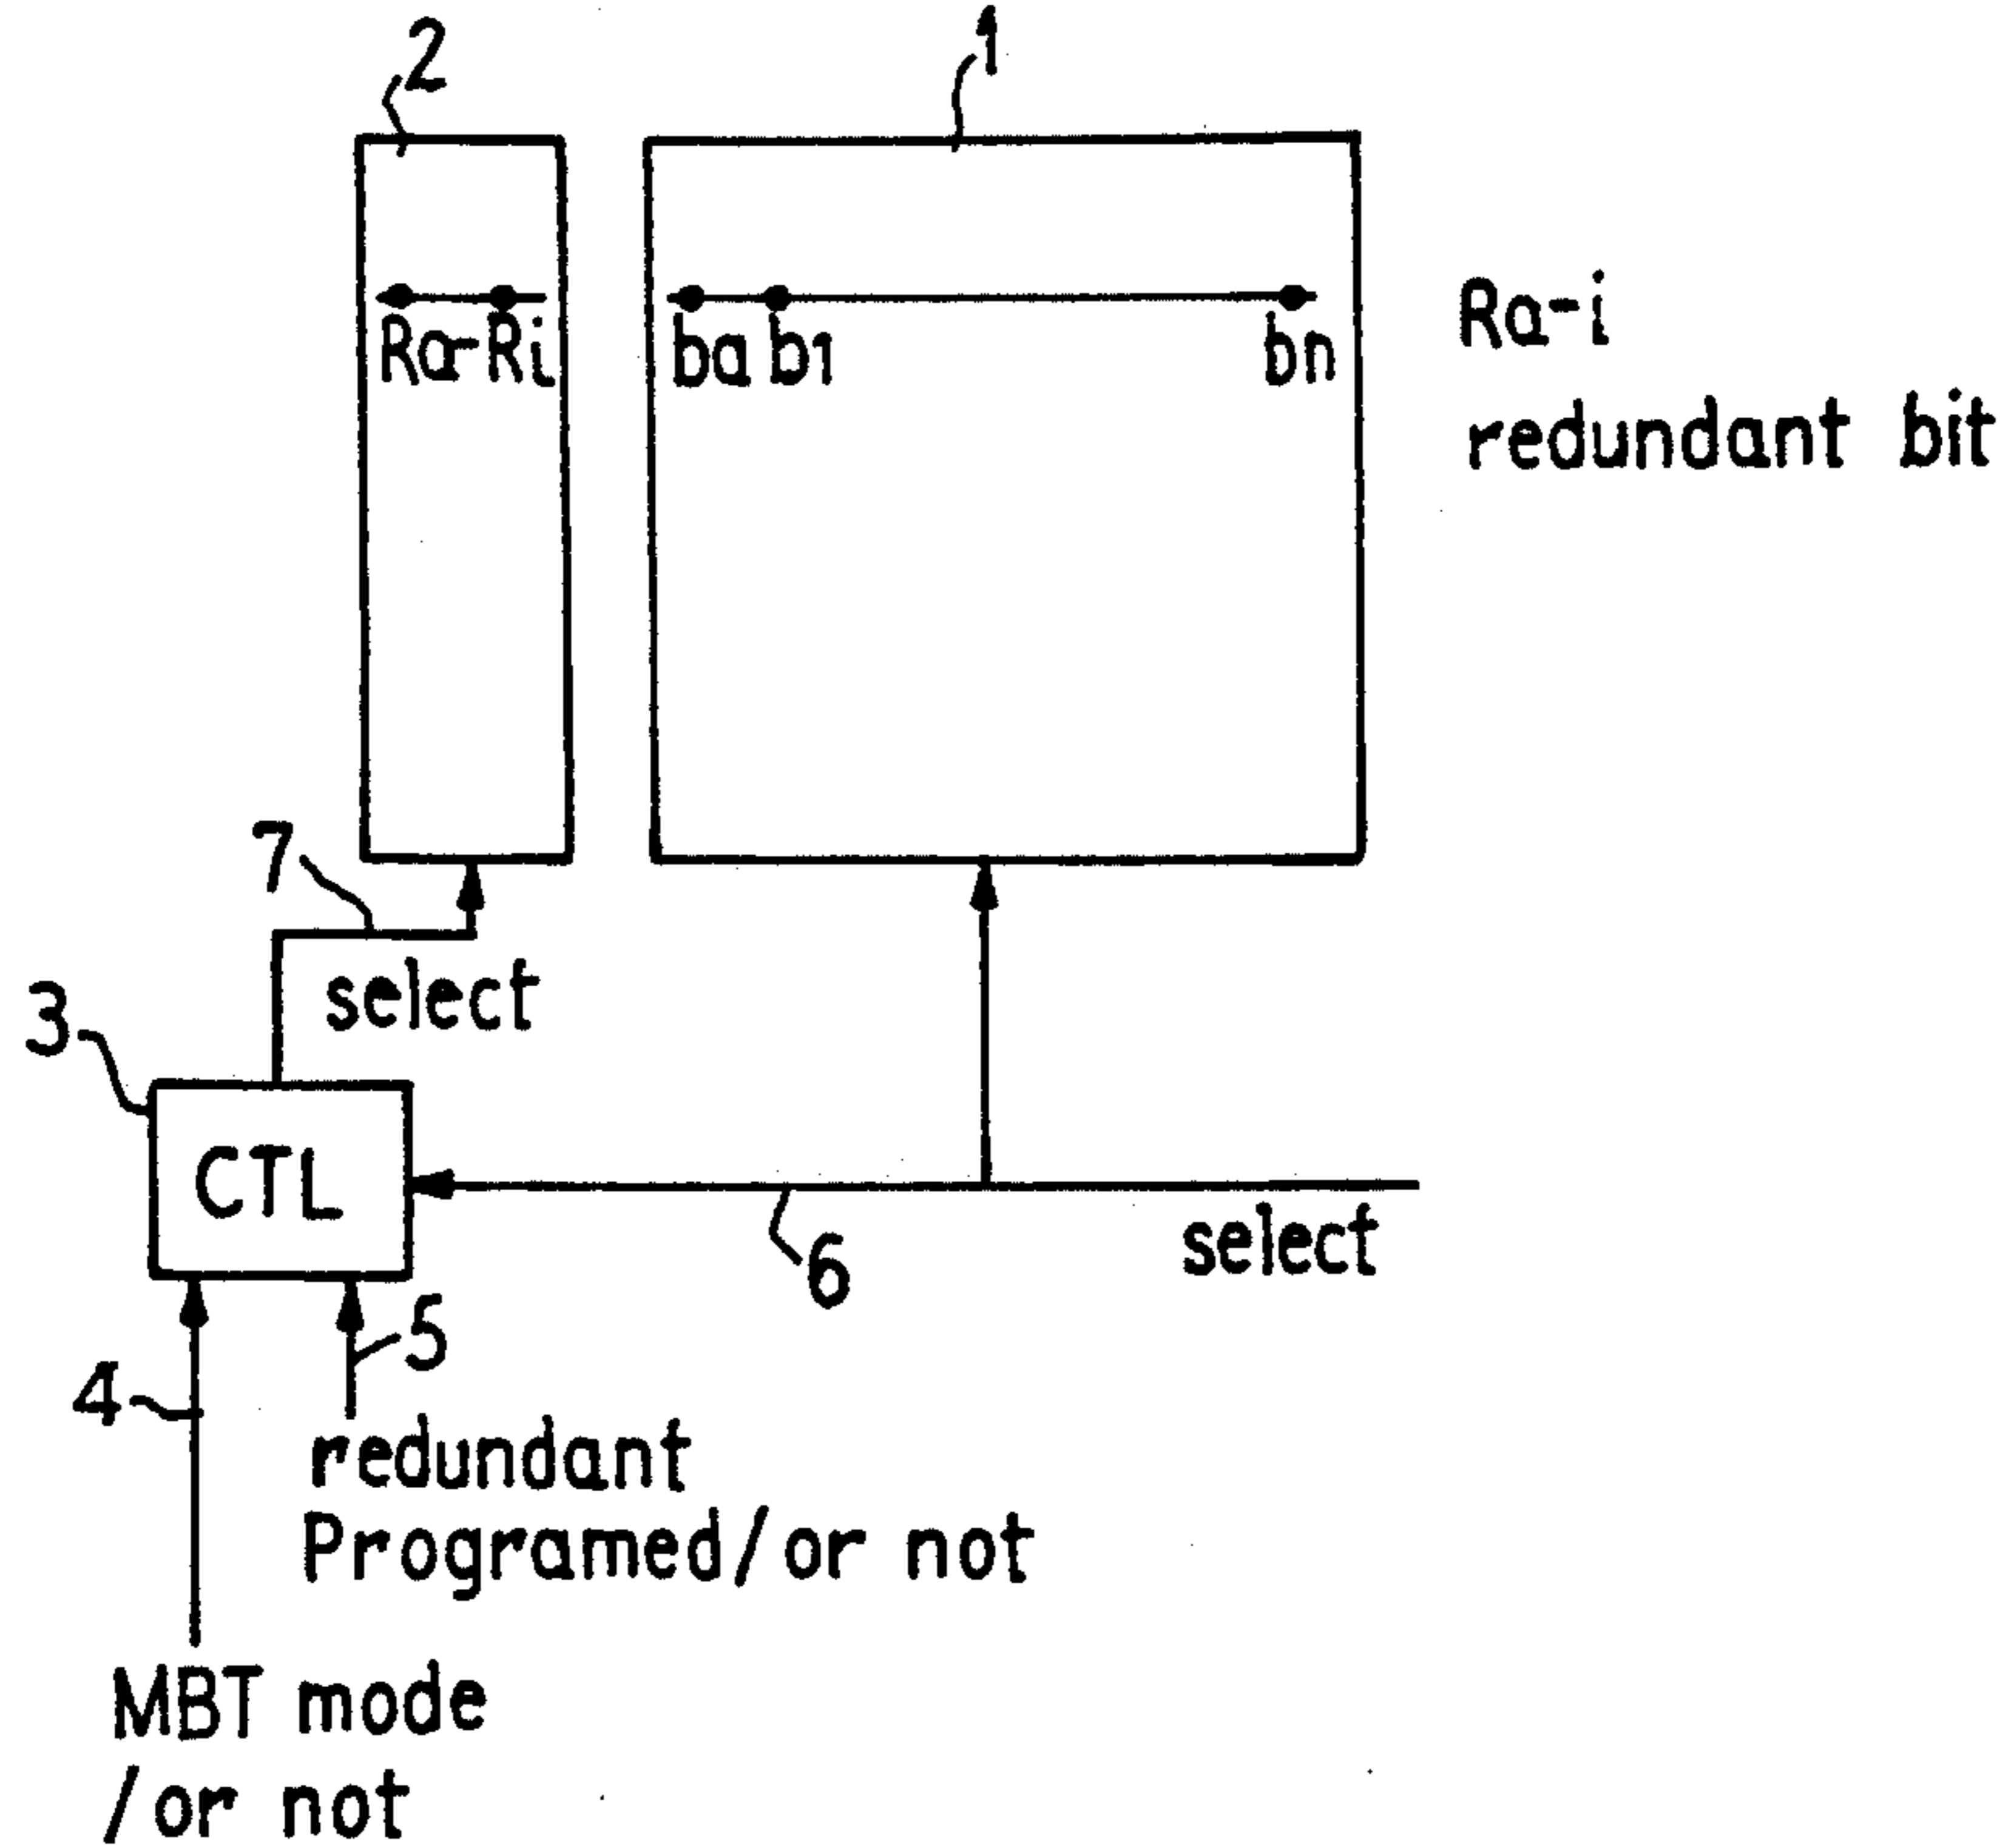 2
1
Ra-Ri
ba b1
bn
Ra-i
redundant bit
7
select
3
CTL
select
6
5
4
redundant
Programed/or not
MBT mode
/or not